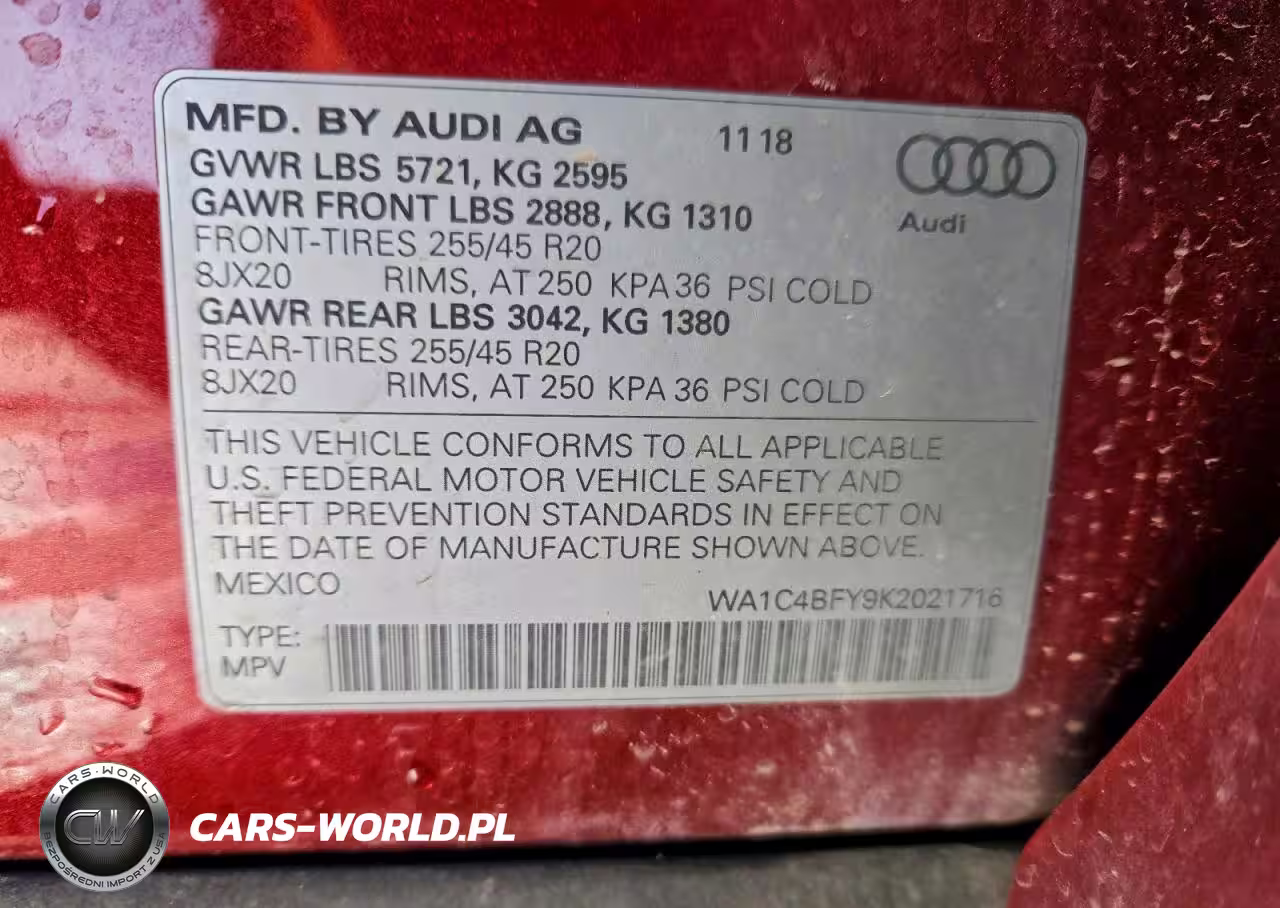 MFD. BY AUDI AG 11 18
GVWR LBS 5721, KG 2595
GAWR FRONT LBS 2888, KG 1310
Audi
FRONT-TIRES 255/45 R20
8JX20 RIMS, AT 250 KPA 36 PSI COLD
GAWR REAR LBS 3042, KG 1380
REAR-TIRES 255/45 R20
8JX20 RIMS, AT 250 KPA 36 PSI COLD
THIS VEHICLE CONFORMS TO ALL APPLICABLE
U.S. FEDERAL MOTOR VEHICLE SAFETY AND
THEFT PREVENTION STANDARDS IN EFFECT ON
THE DATE OF MANUFACTURE SHOWN ABOVE.
MEXICO WA1C4BFY9K2021716
TYPE:
MPV
CARS-WORLD
CW
BEZPOŚREDNI IMPORT Z USA
CARS-WORLD.PL